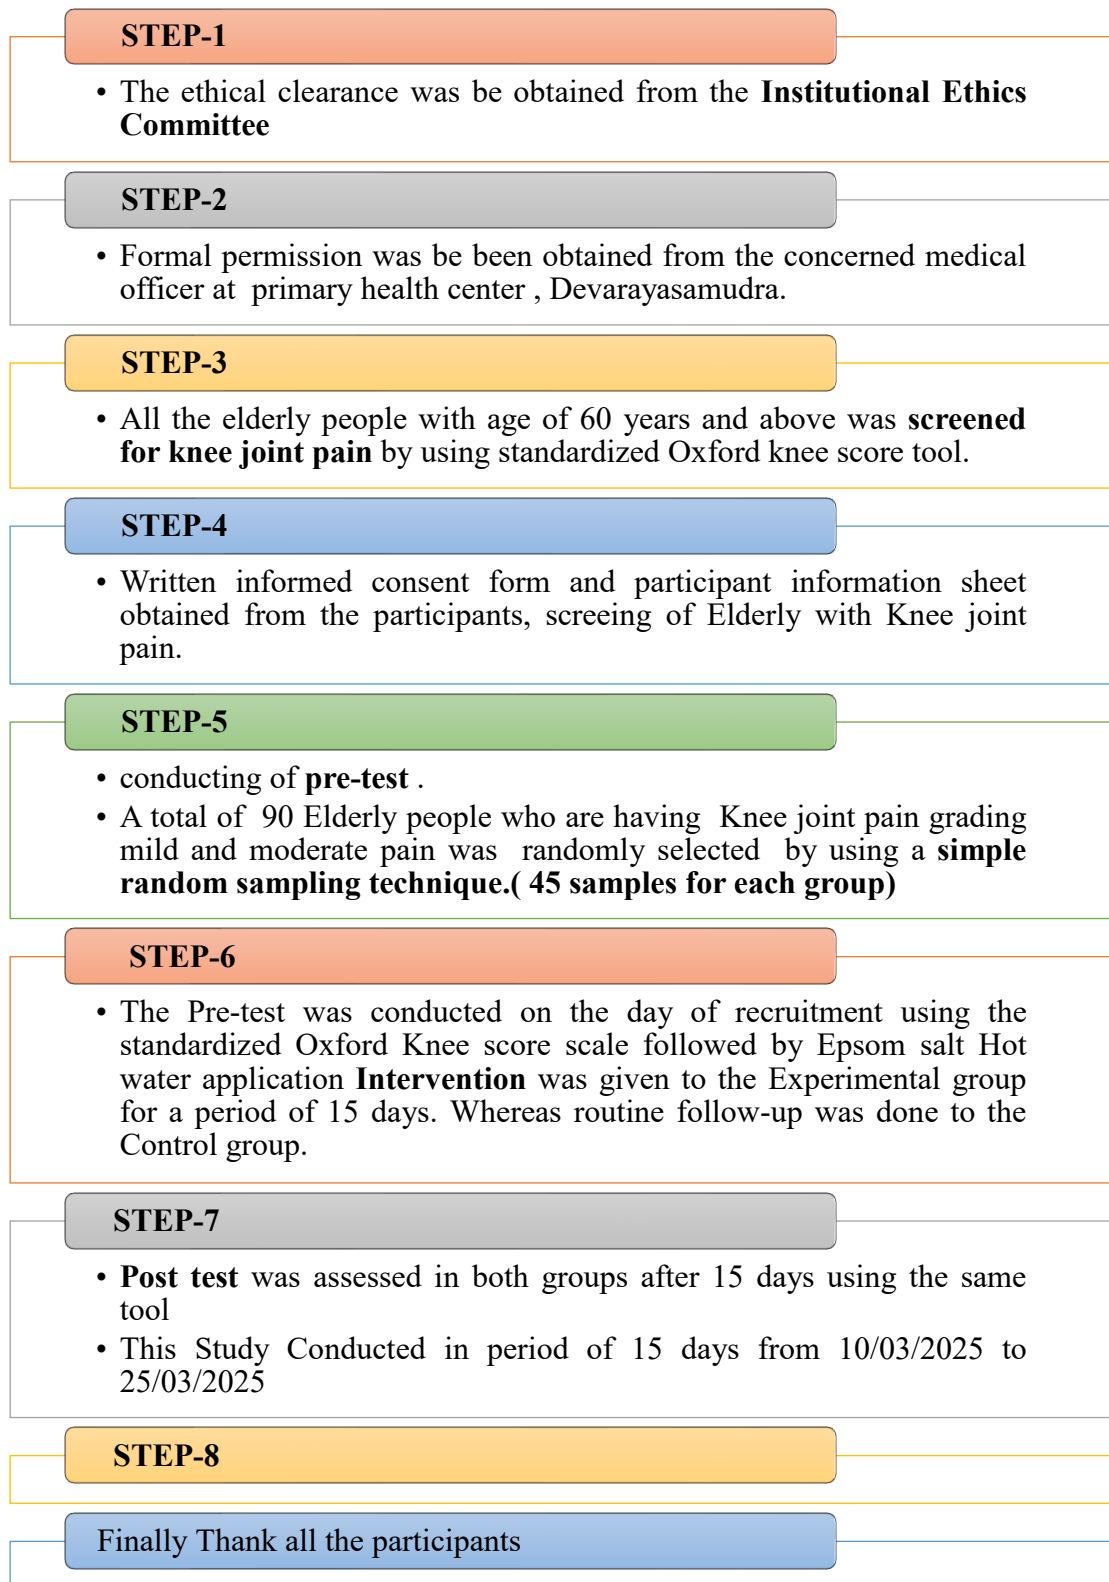 STEP-1
• The ethical clearance was be obtained from the Institutional Ethics
Committee
STEP-2
• Formal permission was be been obtained from the concerned medical
officer at primary health center , Devarayasamudra.
STEP-3
• All the elderly people with age of 60 years and above was screened
for knee joint pain by using standardized Oxford knee score tool.
STEP-4
• Written informed consent form and participant information sheet
obtained from the participants, screeing of Elderly with Knee joint
pain.
STEP-5
• conducting of pre-test .
• A total of 90 Elderly people who are having Knee joint pain grading
mild and moderate pain was randomly selected by using a simple
random sampling technique.( 45 samples for each group)
STEP-6
• The Pre-test was conducted on the day of recruitment using the
standardized Oxford Knee score scale followed by Epsom salt Hot
water application Intervention was given to the Experimental group
for a period of 15 days. Whereas routine follow-up was done to the
Control group.
STEP-7
• Post test was assessed in both groups after 15 days using the same
tool
• This Study Conducted in period of 15 days from 10/03/2025 to
25/03/2025
STEP-8
Finally Thank all the participants